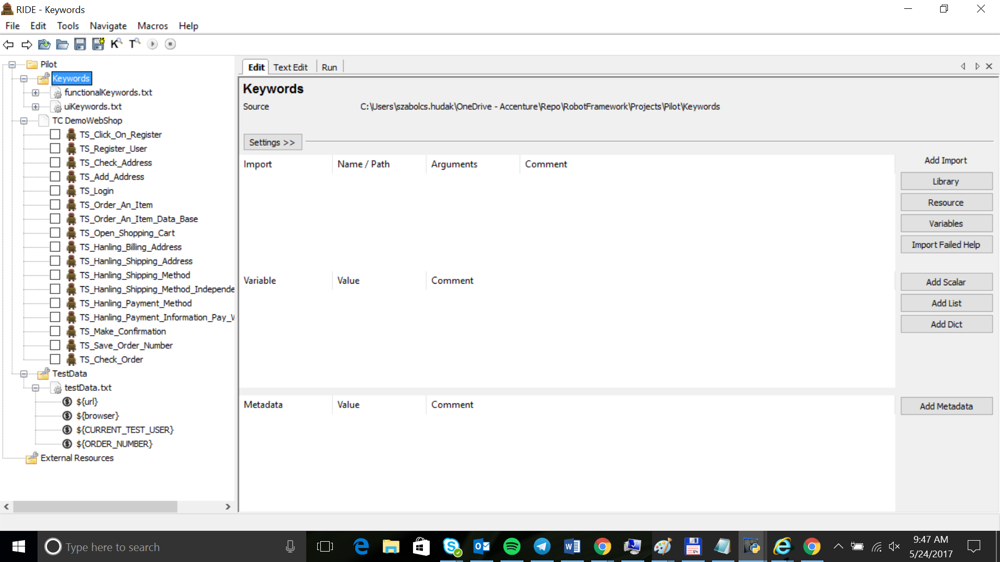 RIDE - Keywords
File Edit Tools Navigate Macros Help
K T
Pilot
Keywords
functionalKeywords.txt
uiKeywords.txt
TC DemoWebShop
TS_Click_On_Register
TS_Register_User
TS_Check_Address
TS_Add_Address
TS_Login
TS_Order_An_Item
TS_Order_An_Item_Data_Base
TS_Open_Shopping_Cart
TS_Hanling_Billing_Address
TS_Hanling_Shipping_Address
TS_Hanling_Shipping_Method
TS_Hanling_Shipping_Method_Independe
TS_Hanling_Payment_Method
TS_Hanling_Payment_Information_Pay_
TS_Make_Confirmation
TS_Save_Order_Number
TS_Check_Order
TestData
testData.txt
${url}
${browser}
${CURRENT_TEST_USER}
${ORDER_NUMBER}
External Resources
Edit Text Edit Run
Keywords
Source C:\Users\szabolcs.hudak\OneDrive - Accenture\Repo\RobotFramework\Projects\Pilot\Keywords
Settings >>
Import Name / Path Arguments Comment
Add Import
Library
Resource
Variables
Import Failed Help
Variable Value Comment
Add Scalar
Add List
Add Dict
Metadata Value Comment
Add Metadata
Type here to search
9:47 AM
5/24/2017